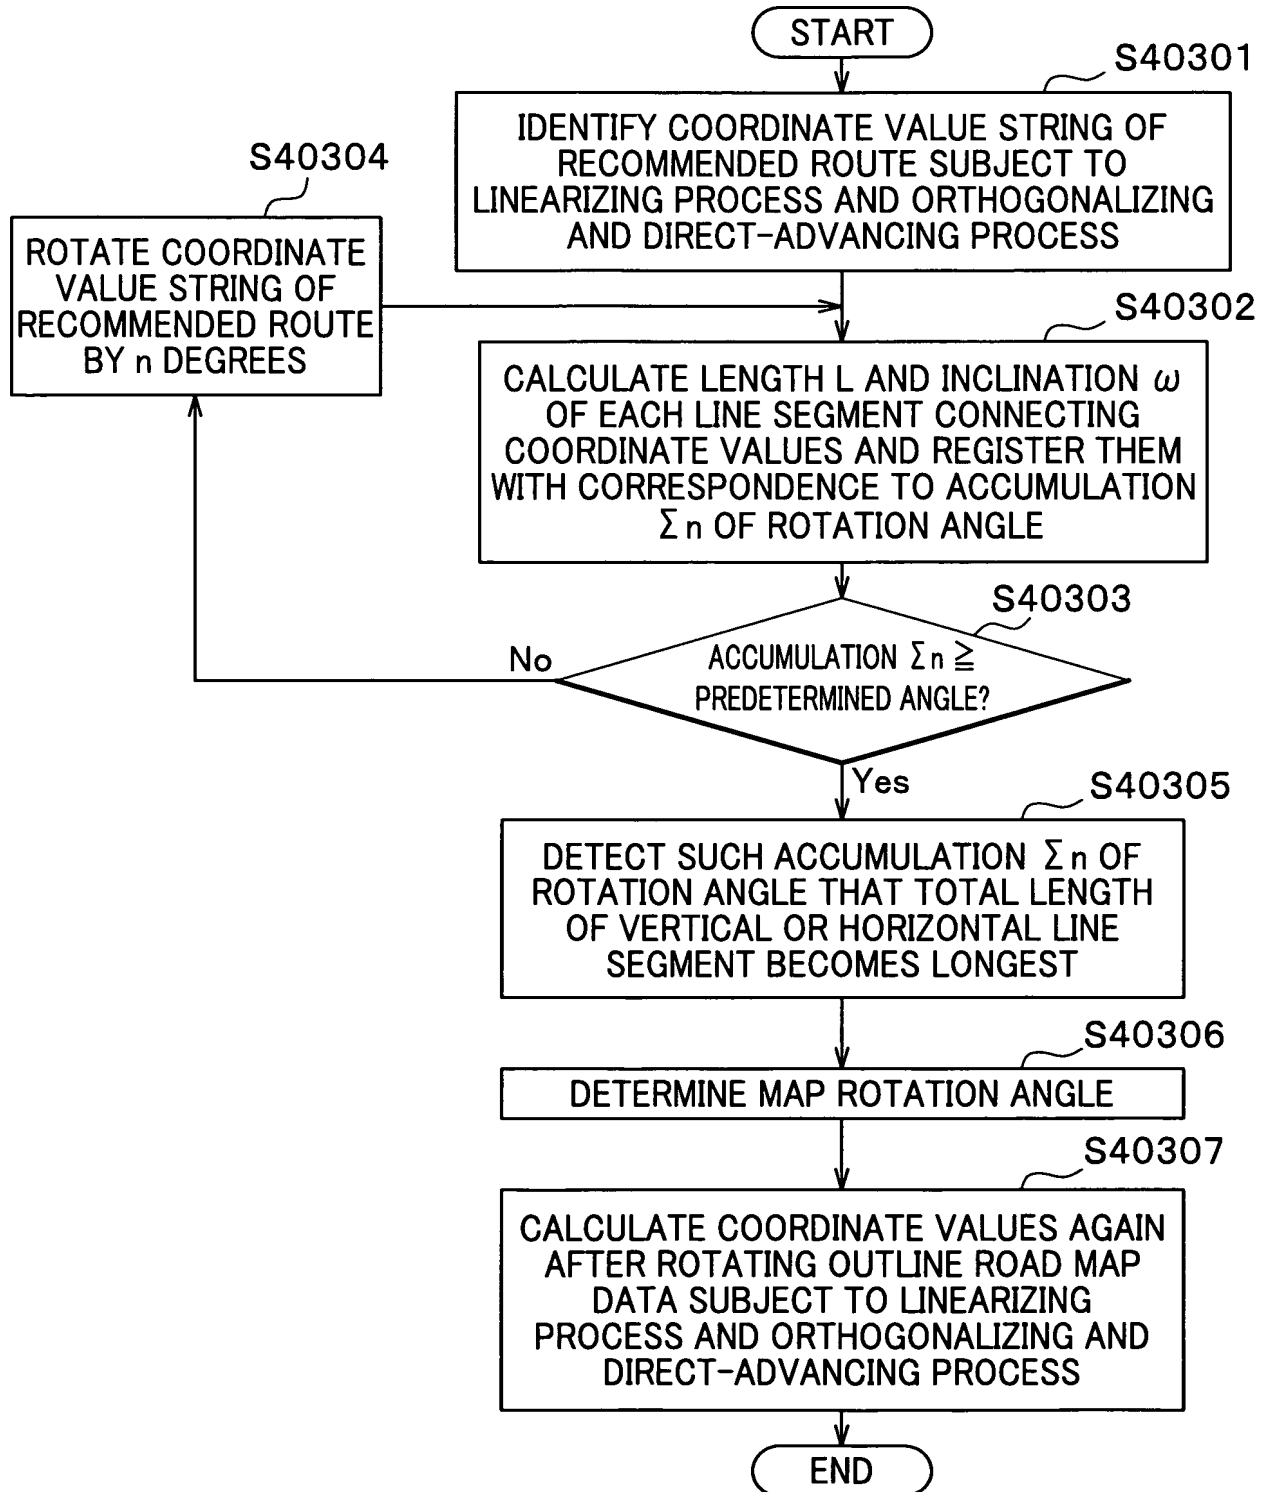 START
S40301
IDENTIFY COORDINATE VALUE STRING OF
RECOMMENDED ROUTE SUBJECT TO
LINEARIZING PROCESS AND ORTHOGONALIZING
AND DIRECT-ADVANCING PROCESS
S40304
ROTATE COORDINATE
VALUE STRING OF
RECOMMENDED ROUTE
BY n DEGREES
S40302
CALCULATE LENGTH L AND INCLINATION ω
OF EACH LINE SEGMENT CONNECTING
COORDINATE VALUES AND REGISTER THEM
WITH CORRESPONDENCE TO ACCUMULATION
Σn OF ROTATION ANGLE
S40303
ACCUMULATION Σn ≧
PREDETERMINED ANGLE?
No
Yes
S40305
DETECT SUCH ACCUMULATION Σn OF
ROTATION ANGLE THAT TOTAL LENGTH
OF VERTICAL OR HORIZONTAL LINE
SEGMENT BECOMES LONGEST
S40306
DETERMINE MAP ROTATION ANGLE
S40307
CALCULATE COORDINATE VALUES AGAIN
AFTER ROTATING OUTLINE ROAD MAP
DATA SUBJECT TO LINEARIZING
PROCESS AND ORTHOGONALIZING AND
DIRECT-ADVANCING PROCESS
END